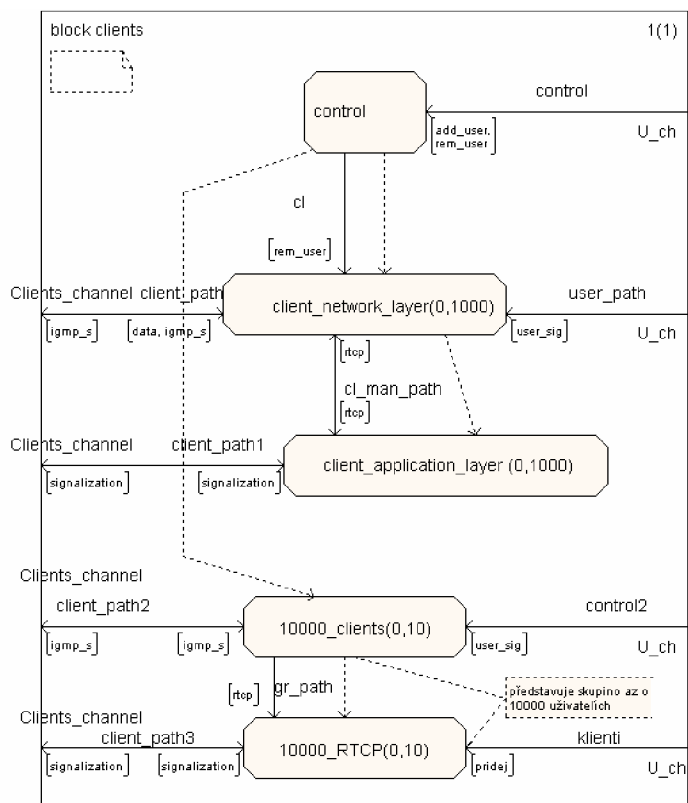 block clients
1(1)
control
control
[add_user,
rem_user]
U_ch
cl
[rem_user]
Clients_channel
client_path
client_network_layer(0,1000)
user_path
[igmp_s]
[data, igmp_s]
[user_sig]
U_ch
[rtcp]
cl_man_path
[rtcp]
Clients_channel
client_path1
client_application_layer (0,1000)
[signalization]
[signalization]
Clients_channel
client_path2
10000_clients(0,10)
control2
[igmp_s]
[igmp_s]
[user_sig]
U_ch
[rtcp]
gr_path
představuje skupino az o
10000 uživatelích
Clients_channel
client_path3
10000_RTCP(0,10)
klienti
[signalization]
[signalization]
[pridej]
U_ch